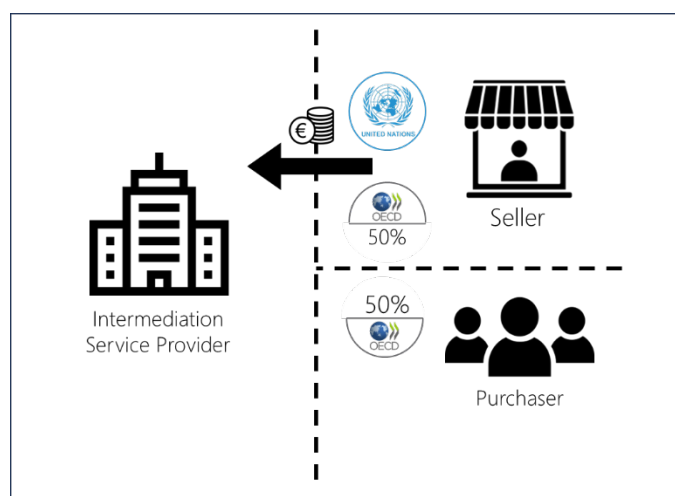 €
UNITED NATIONS
OECD
50%
Seller
Intermediation
Service Provider
50%
OECD
Purchaser